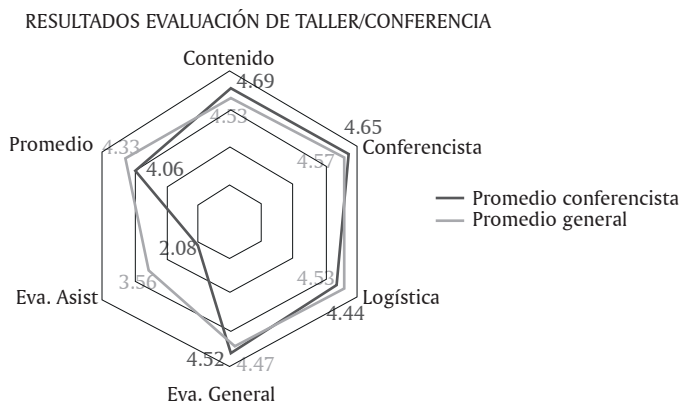 RESULTADOS EVALUACIÓN DE TALLER/CONFERENCIA
Contenido
4.69
4.53
4.65
Conferencista
4.57
Promedio
4.33
4.06
Promedio conferencista
Promedio general
2.08
3.56
Eva. Asist
4.53
Logística
4.44
4.52
4.47
Eva. General